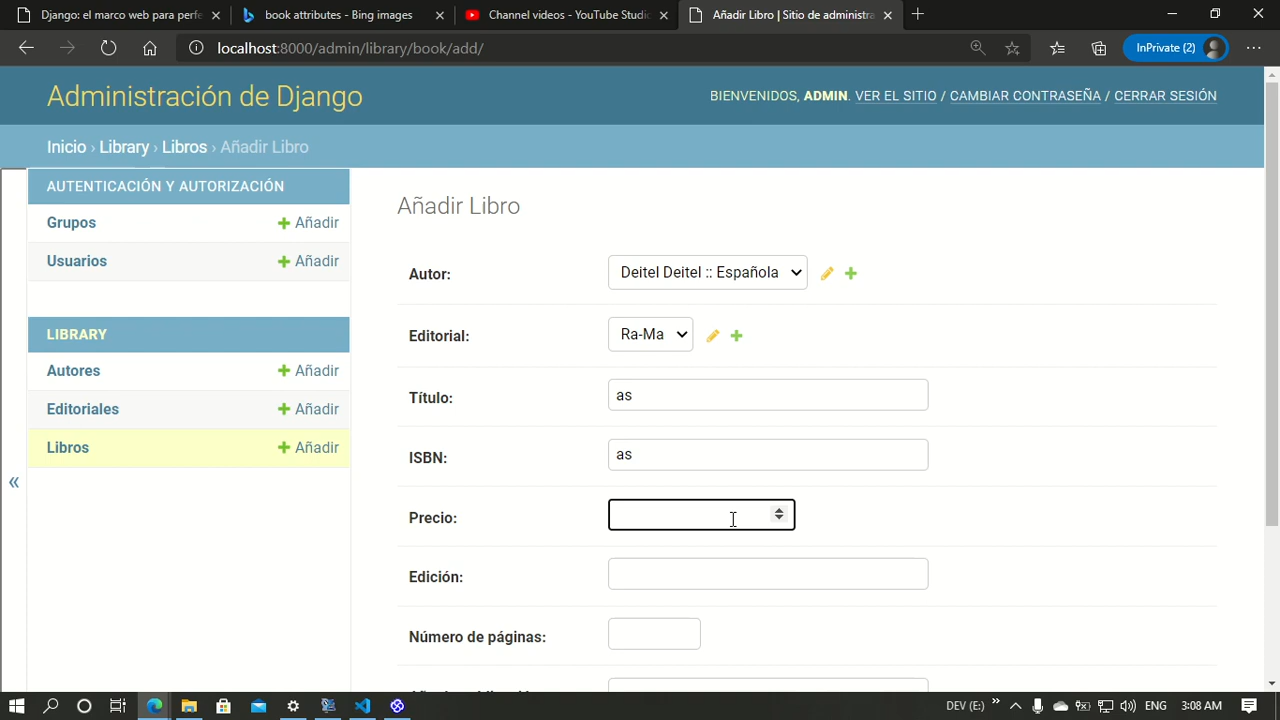 Django: el marco web para perfe
book attributes - Bing images
Channel videos - YouTube Studio
Añadir Libro | Sitio de administra
localhost:8000/admin/library/book/add/
InPrivate (2)
Administración de Django
BIENVENIDOS, ADMIN. VER EL SITIO / CAMBIAR CONTRASEÑA / CERRAR SESIÓN
Inicio › Library › Libros › Añadir Libro
AUTENTICACIÓN Y AUTORIZACIÓN
Grupos
Añadir
Usuarios
Añadir
LIBRARY
Autores
Añadir
Editoriales
Añadir
Libros
Añadir
«
Añadir Libro
Autor:
Deitel Deitel :: Española
Editorial:
Ra-Ma
Título:
as
ISBN:
as
Precio:
Edición:
Número de páginas:
DEV (E:)
ENG
3:08 AM